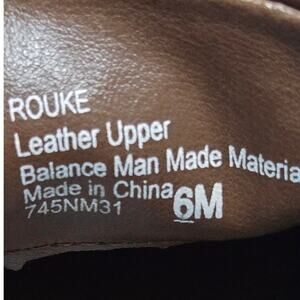 ROUKE
Leather Upper
Balance Man Made Materia
Made in China 6M
745NM31